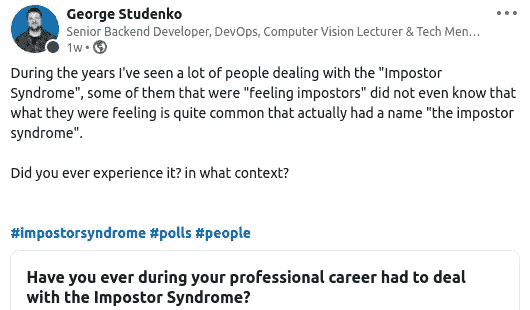 George Studenko
Senior Backend Developer, DevOps, Computer Vision Lecturer & Tech Men...
1w •
During the years I've seen a lot of people dealing with the "Impostor
Syndrome", some of them that were "feeling impostors" did not even know that
what they were feeling is quite common that actually had a name "the impostor
syndrome".
Did you ever experience it? in what context?
#impostorsyndrome #polls #people
Have you ever during your professional career had to deal
with the Impostor Syndrome?